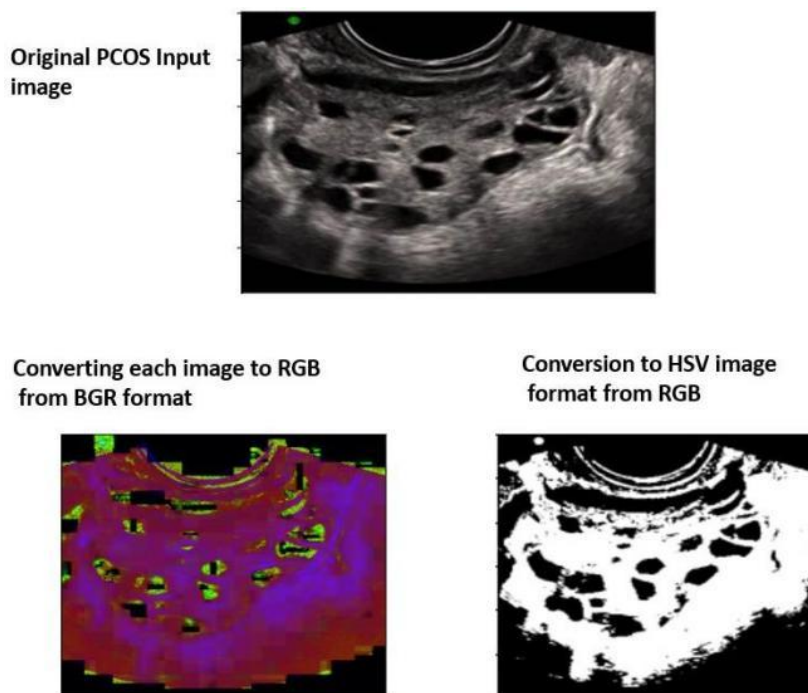 Original PCOS Input
image
Converting each image to RGB
from BGR format
Conversion to HSV image
format from RGB